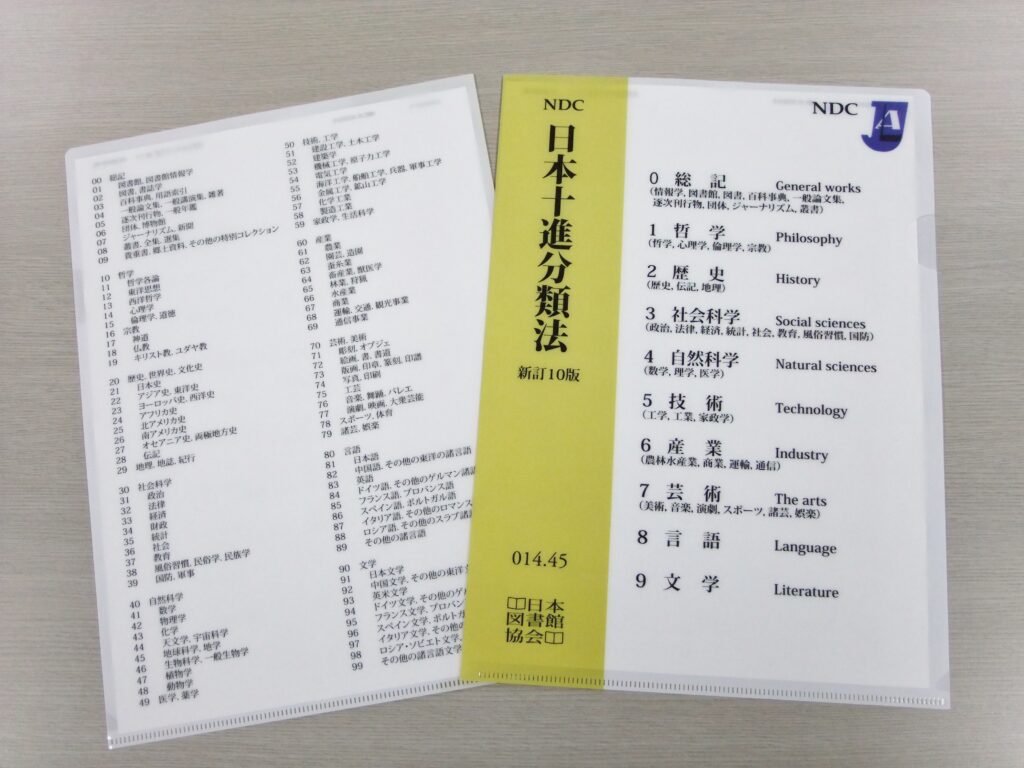 00 総記
01 図書館, 図書館情報学
02 図書, 書誌学
03 百科事典, 用語索引
04 一般論文集, 一般講演集, 雑著
05 逐次刊行物, 一般年鑑
06 団体, 博物館
07 ジャーナリズム, 新聞
08 叢書, 全集, 選集
09 貴重書, 郷土資料, その他の特別コレクション
10 哲学
11 哲学各論
12 東洋思想
13 西洋哲学
14 心理学
15 倫理学, 道徳
16 宗教
17 神道
18 仏教
19 キリスト教, ユダヤ教
20 歴史, 世界史, 文化史
21 日本史
22 アジア史, 東洋史
23 ヨーロッパ史, 西洋史
24 アフリカ史
25 北アメリカ史
26 南アメリカ史
27 オセアニア史, 両極地方史
28 伝記
29 地理, 地誌, 紀行
30 社会科学
31 政治
32 法律
33 経済
34 財政
35 統計
36 社会
37 教育
38 風俗習慣, 民俗学, 民族学
39 国防, 軍事
40 自然科学
41 数学
42 物理学
43 化学
44 天文学, 宇宙科学
45 地球科学, 地学
46 生物科学, 一般生物学
47 植物学
48 動物学
49 医学, 薬学
50 技術, 工学
51 建設工学, 土木工学
52 建築学
53 機械工学, 原子力工学
54 電気工学
55 海洋工学, 船舶工学, 兵器, 軍事工学
56 金属工学, 鉱山工学
57 化学工業
58 製造工業
59 家政学, 生活科学
60 産業
61 農業
62 園芸, 造園
63 蚕糸業
64 畜産業, 獣医学
65 林業, 狩猟
66 水産業
67 商業
68 運輸, 交通, 観光事業
69 通信事業
70 芸術, 美術
71 彫刻, オブジェ
72 絵画, 書, 書道
73 版画, 印章, 篆刻, 印譜
74 写真, 印刷
75 工芸
76 音楽, 舞踊, バレエ
77 演劇, 映画, 大衆芸能
78 スポーツ, 体育
79 諸芸, 娯楽
80 言語
81 日本語
82 中国語, その他の東洋の諸言語
83 英語
84 ドイツ語, その他のゲルマン諸語
85 フランス語, プロバンス語
86 スペイン語, ポルトガル語
87 イタリア語, その他のロマンス
88 ロシア語, その他のスラブ諸語
89 その他の諸言語
90 文学
91 日本文学
92 中国文学, その他の東洋
93 英米文学
94 ドイツ文学, その他の
95 フランス文学, プロ
96 スペイン文学, ポル
97 イタリア文学, その
98 ロシア・ソビエト文学,
99 その他の諸言語文学
NDC
日本十進分類法
新訂10版
014.45
日本
図書館
協会
NDC JLA
0 総記 General works
(情報学, 図書館, 図書, 百科事典, 一般論文集,
逐次刊行物, 団体, ジャーナリズム, 叢書)
1 哲学 Philosophy
(哲学, 心理学, 倫理学, 宗教)
2 歴史 History
(歴史, 伝記, 地理)
3 社会科学 Social sciences
(政治, 法律, 経済, 統計, 社会, 教育, 風俗習慣, 国防)
4 自然科学 Natural sciences
(数学, 理学, 医学)
5 技術 Technology
(工学, 工業, 家政学)
6 産業 Industry
(農林水産業, 商業, 運輸, 通信)
7 芸術 The arts
(美術, 音楽, 演劇, スポーツ, 諸芸, 娯楽)
8 言語 Language
9 文学 Literature